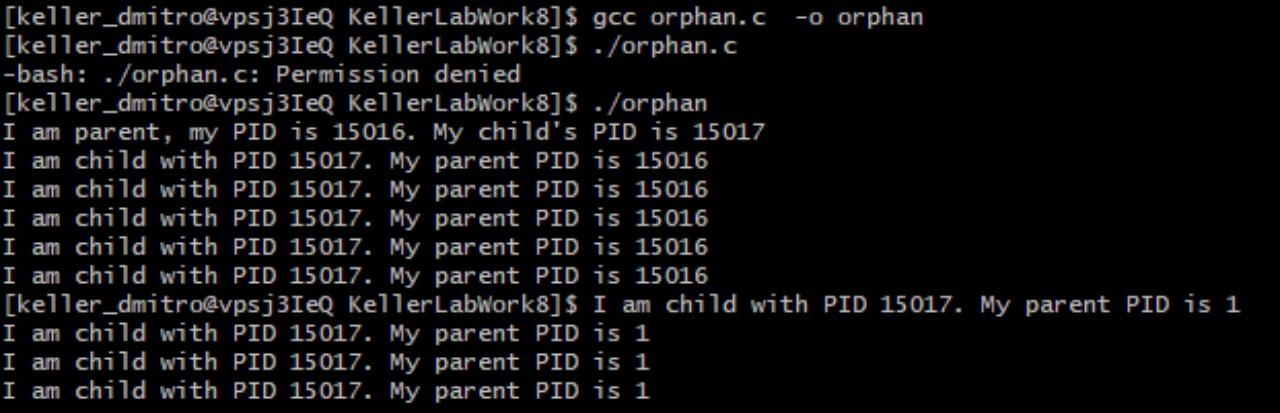 [keller_dmitro@vpsj3IeQ KellerLabWork8]$ gcc orphan.c  -o orphan
[keller_dmitro@vpsj3IeQ KellerLabWork8]$ ./orphan.c
-bash: ./orphan.c: Permission denied
[keller_dmitro@vpsj3IeQ KellerLabWork8]$ ./orphan
I am parent, my PID is 15016. My child's PID is 15017
I am child with PID 15017. My parent PID is 15016
I am child with PID 15017. My parent PID is 15016
I am child with PID 15017. My parent PID is 15016
I am child with PID 15017. My parent PID is 15016
I am child with PID 15017. My parent PID is 15016
[keller_dmitro@vpsj3IeQ KellerLabWork8]$ I am child with PID 15017. My parent PID is 1
I am child with PID 15017. My parent PID is 1
I am child with PID 15017. My parent PID is 1
I am child with PID 15017. My parent PID is 1